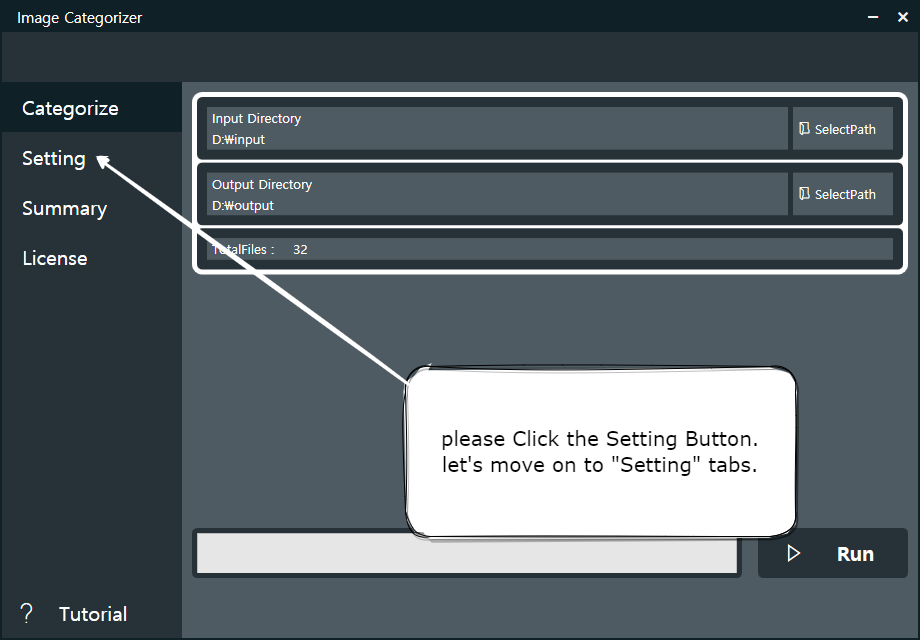 Image Categorizer
Categorize
Setting
Summary
License
Input Directory
D:₩input
SelectPath
Output Directory
D:₩output
SelectPath
TotalFiles : 32
please Click the Setting Button.
let's move on to "Setting" tabs.
Run
? Tutorial